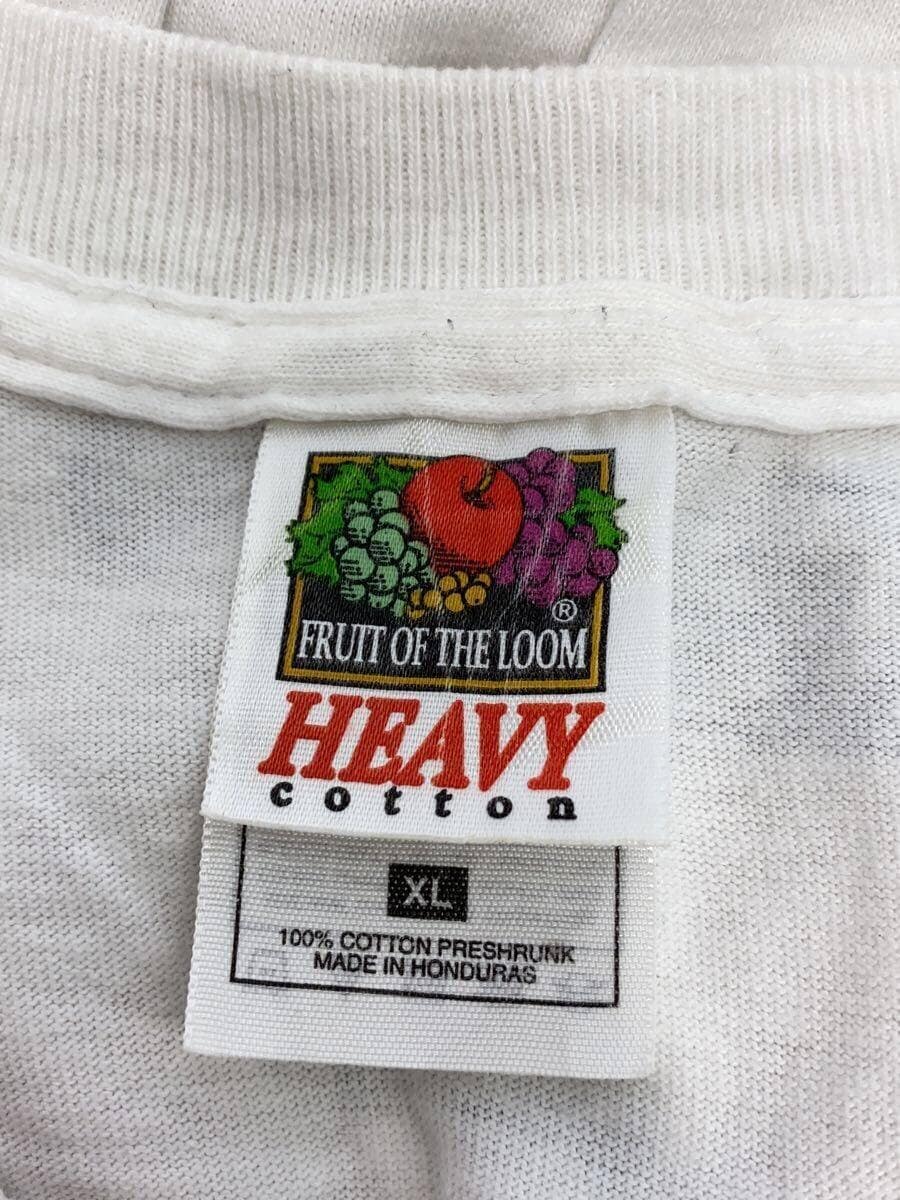 ®
FRUIT OF THE LOOM
HEAVY
cotton
XL
100% COTTON PRESHRUNK
MADE IN HONDURAS